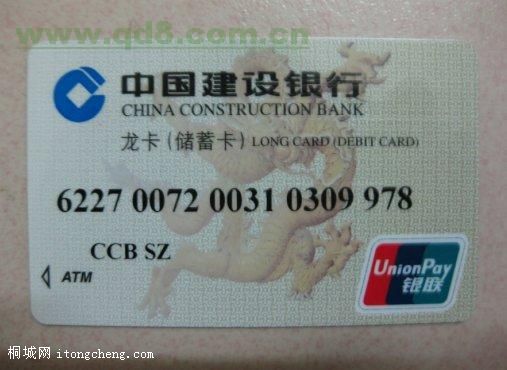 www.qd8.com.cn
中国建设银行
CHINA CONSTRUCTION BANK
龙卡(储蓄卡) LONG CARD (DEBIT CARD)
6227 0072 0031 0309 978
CCB SZ
ATM
UnionPay
银联
桐城网 itongcheng.com